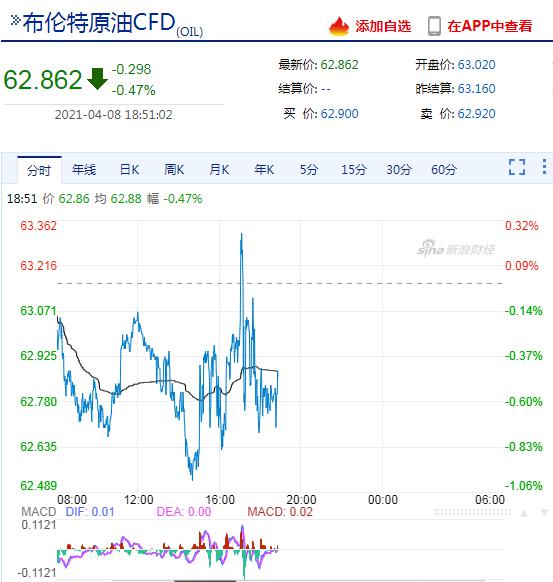 布伦特原油CFD(OIL)
添加自选 在APP中查看
62.862 -0.298 -0.47%
2021-04-08 18:51:02
最新价: 62.862 开盘价: 63.020
结算价: -- 昨结算: 63.160
买 价: 62.900 卖 价: 62.920
分时 年线 日K 周K 月K 年K 5分 15分 30分 60分
18:51 价 62.86 均 62.88 幅 -0.47%
63.362 0.32%
63.216 0.09%
sina新浪财经
63.071 -0.14%
62.925 -0.37%
62.780 -0.60%
62.635 -0.83%
62.489 -1.06%
08:00 12:00 16:00 20:00 00:00 06:00
MACD DIF: 0.01 DEA: 0.00 MACD: 0.02
0.1121
-0.1121